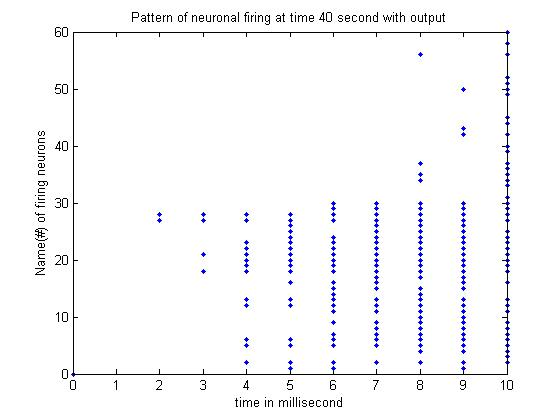 Pattern of neuronal firing at time 40 second with output
60
50
40
30
20
10
0
Name(#) of firing neurons
0 1 2 3 4 5 6 7 8 9 10
time in millisecond